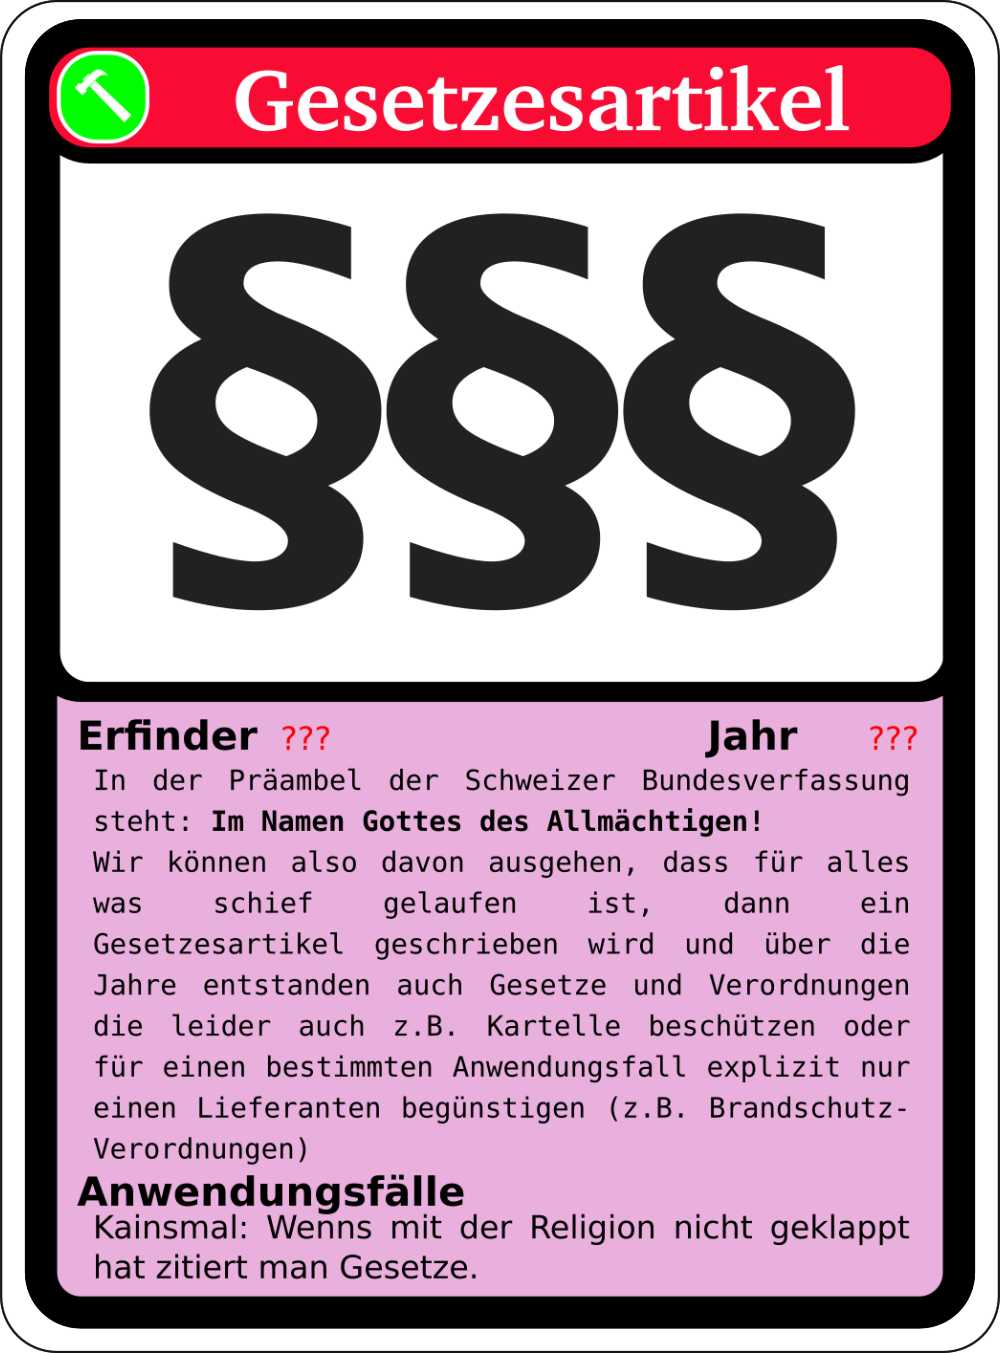 Gesetzesartikel
§§§
Erfinder ??? Jahr ???
In der Präambel der Schweizer Bundesverfassung
steht: Im Namen Gottes des Allmächtigen!
Wir können also davon ausgehen, dass für alles
was schief gelaufen ist, dann ein
Gesetzesartikel geschrieben wird und über die
Jahre entstanden auch Gesetze und Verordnungen
die leider auch z.B. Kartelle beschützen oder
für einen bestimmten Anwendungsfall explizit nur
einen Lieferanten begünstigen (z.B. Brandschutz-
Verordnungen)
Anwendungsfälle
Kainsmal: Wenns mit der Religion nicht geklappt
hat zitiert man Gesetze.